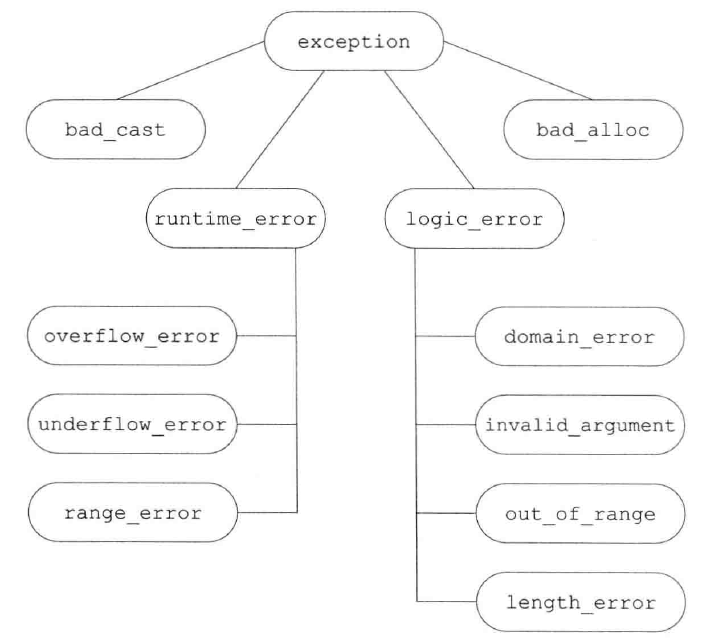 exception
bad_cast
bad_alloc
runtime_error
logic_error
overflow_error
domain_error
underflow_error
invalid_argument
range_error
out_of_range
length_error